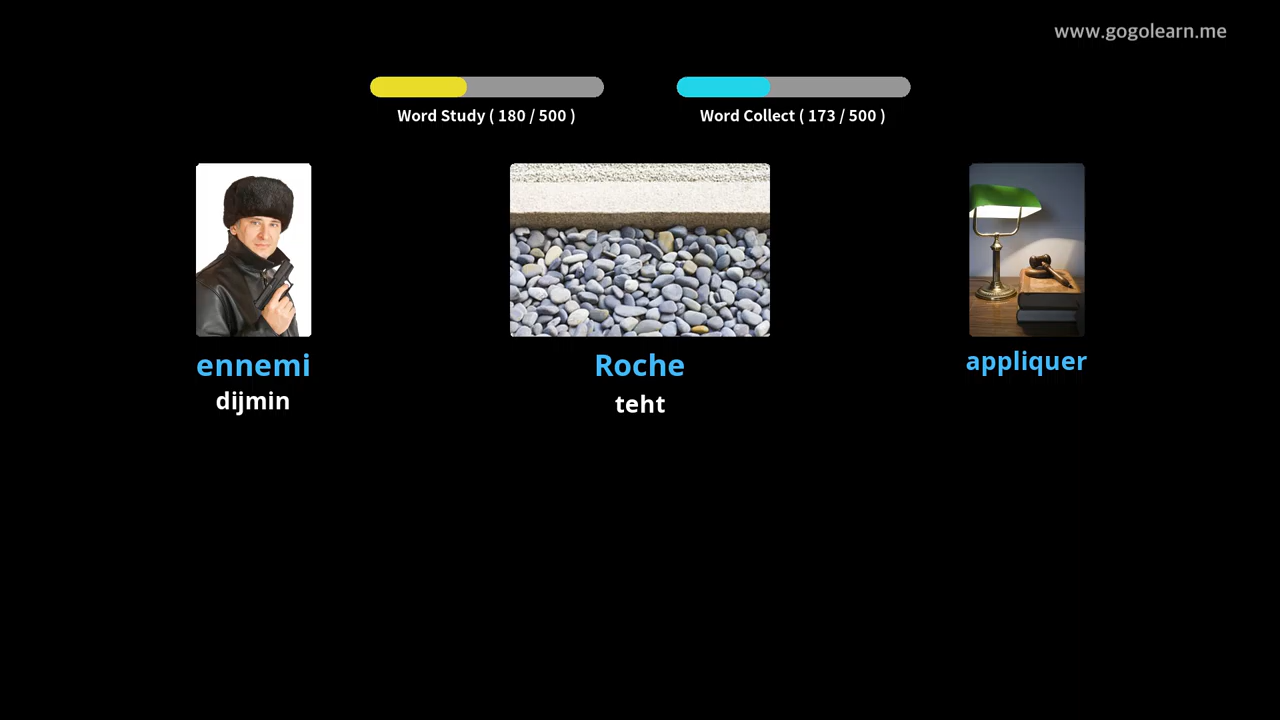 www.gogolearn.me
Word Study ( 180 / 500 )
Word Collect ( 173 / 500 )
ennemi
dijmin
Roche
teht
appliquer